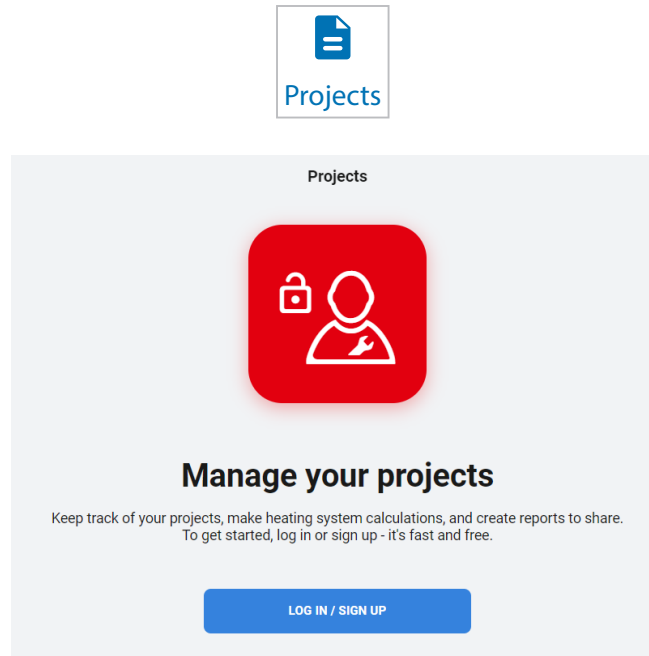 Projects
Projects
Manage your projects
Keep track of your projects, make heating system calculations, and create reports to share.
To get started, log in or sign up - it's fast and free.
LOG IN / SIGN UP